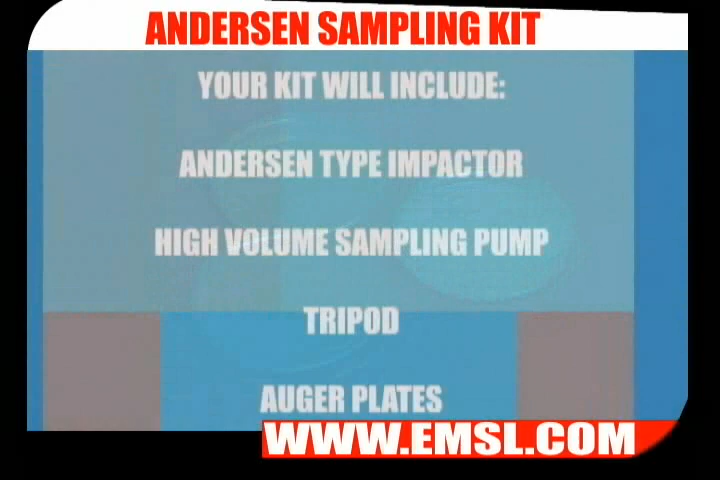 ANDERSEN SAMPLING KIT
YOUR KIT WILL INCLUDE:
ANDERSEN TYPE IMPACTOR
HIGH VOLUME SAMPLING PUMP
TRIPOD
AUGER PLATES
WWW.EMSL.COM